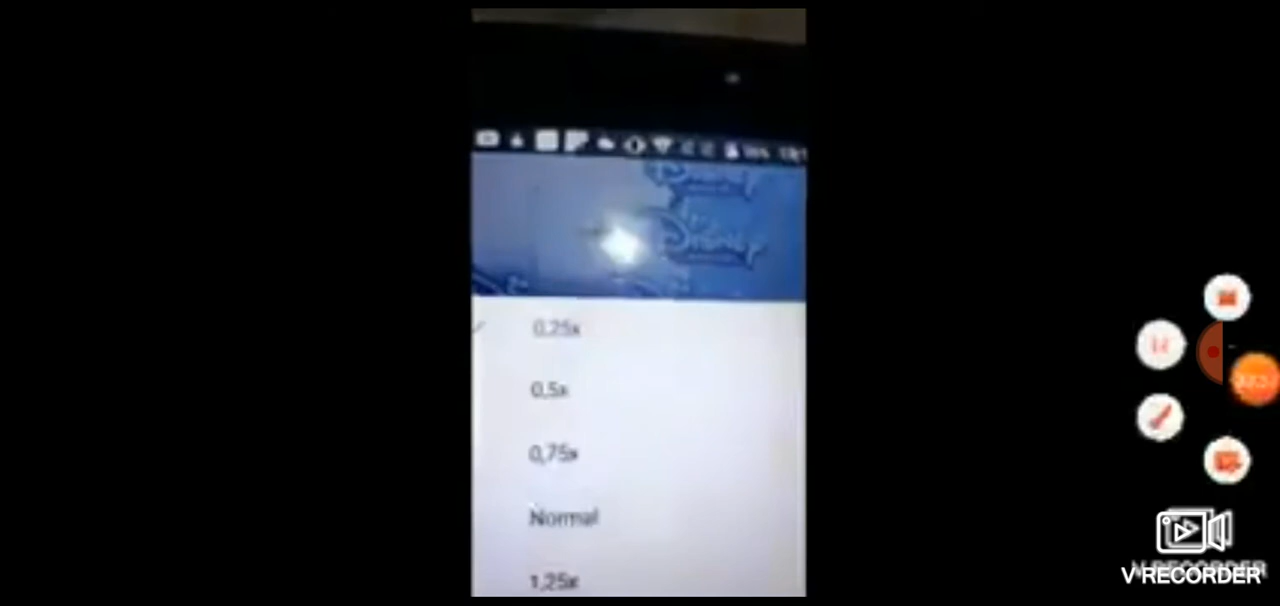 Disney
0,25x
0,5x
0,75x
Normal
1,25x
V RECORDER